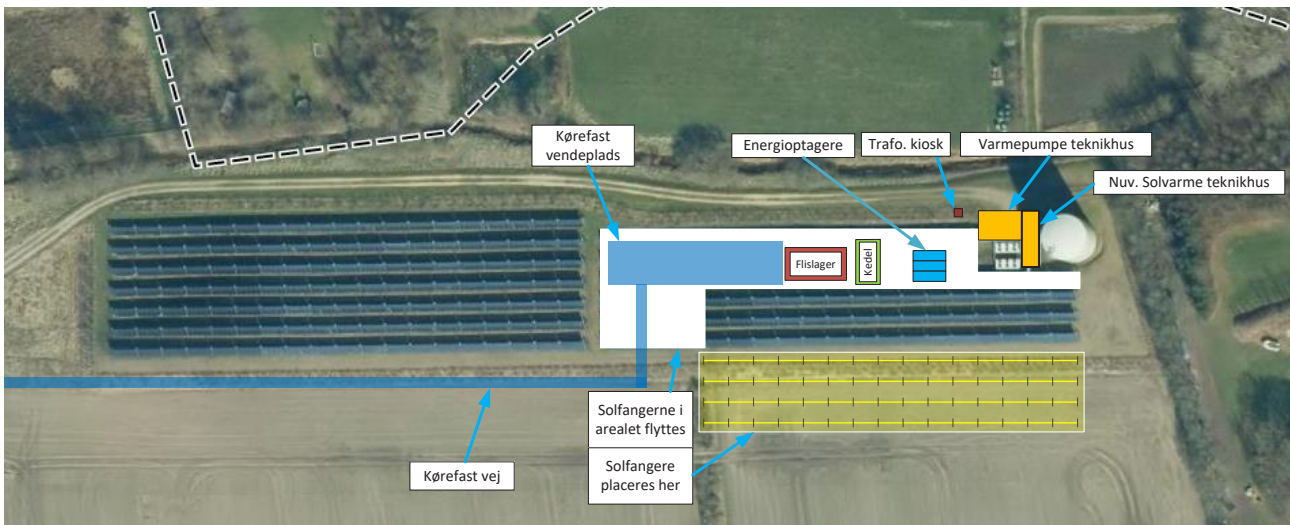 Kørefast
vendeplads
Energioptagere
Trafo. kiosk
Varmepumpe teknikhus
Nuv. Solvarme teknikhus
Flislager
Kedel
Solfangerne i
arealet flyttes
Solfangere
placeres her
Kørefast vej